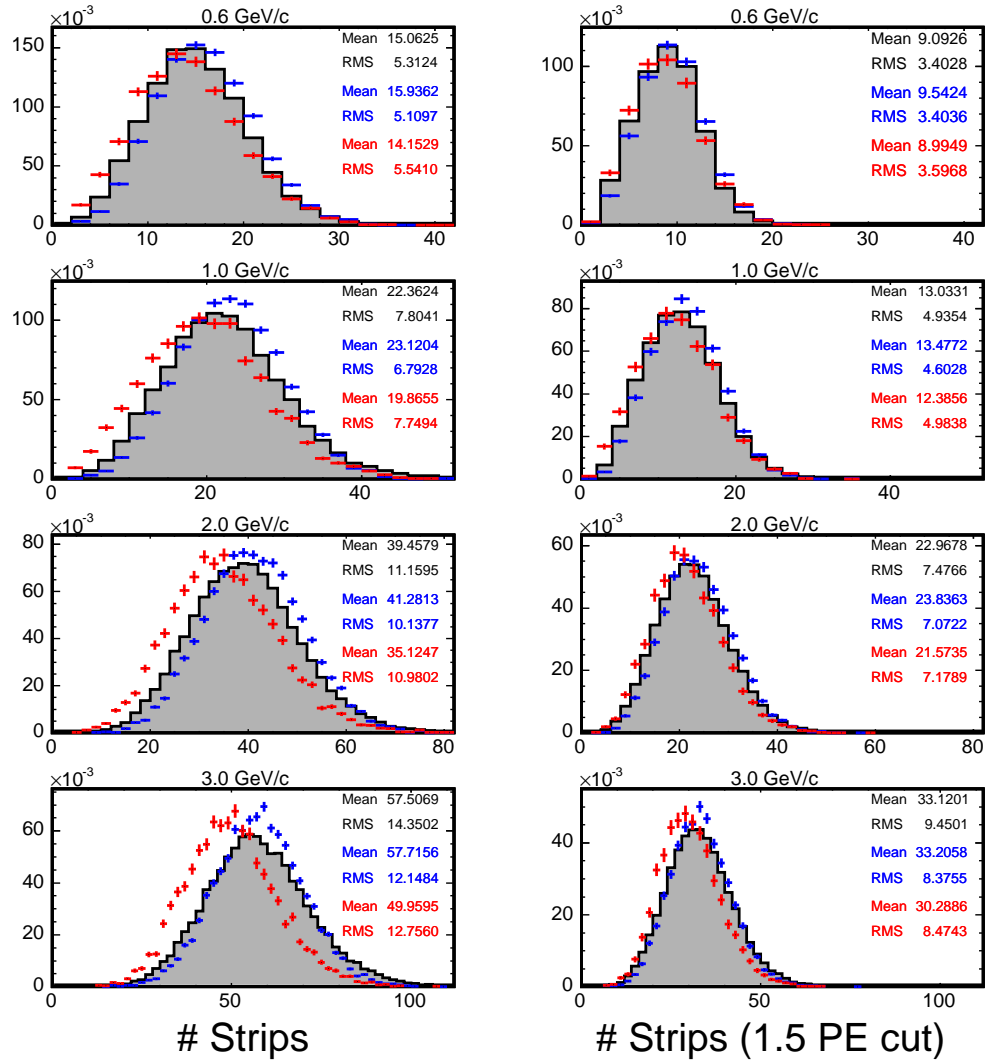 ×10⁻³
0.6 GeV/c
150
100
50
0
0 10 20 30 40
Mean 15.0625
RMS 5.3124
Mean 15.9362
RMS 5.1097
Mean 14.1529
RMS 5.5410
×10⁻³
0.6 GeV/c
100
50
0
0 10 20 30 40
Mean 9.0926
RMS 3.4028
Mean 9.5424
RMS 3.4036
Mean 8.9949
RMS 3.5968
×10⁻³
1.0 GeV/c
100
50
0
0 20 40
Mean 22.3624
RMS 7.8041
Mean 23.1204
RMS 6.7928
Mean 19.8655
RMS 7.7494
×10⁻³
1.0 GeV/c
80
60
40
20
0
0 20 40
Mean 13.0331
RMS 4.9354
Mean 13.4772
RMS 4.6028
Mean 12.3856
RMS 4.9838
×10⁻³
2.0 GeV/c
80
60
40
20
0
20 40 60 80
Mean 39.4579
RMS 11.1595
Mean 41.2813
RMS 10.1377
Mean 35.1247
RMS 10.9802
×10⁻³
2.0 GeV/c
60
40
20
0
0 20 40 60 80
Mean 22.9678
RMS 7.4766
Mean 23.8363
RMS 7.0722
Mean 21.5735
RMS 7.1789
×10⁻³
3.0 GeV/c
60
40
20
0
0 50 100
Mean 57.5069
RMS 14.3502
Mean 57.7156
RMS 12.1484
Mean 49.9595
RMS 12.7560
# Strips
×10⁻³
3.0 GeV/c
40
20
0
0 50 100
Mean 33.1201
RMS 9.4501
Mean 33.2058
RMS 8.3755
Mean 30.2886
RMS 8.4743
# Strips (1.5 PE cut)